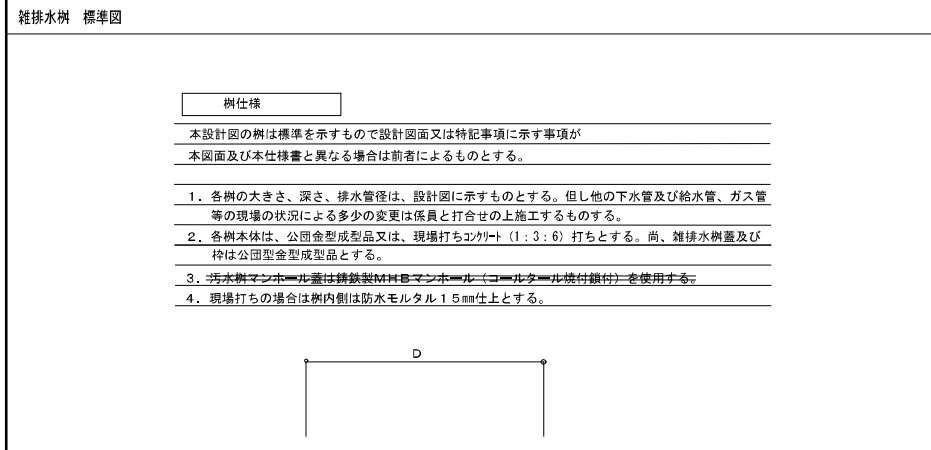 雑排水桝 標準図
桝仕様
本設計図の桝は標準を示すもので設計図面又は特記事項に示す事項が
本図面及び本仕様書と異なる場合は前者によるものとする。
1．各桝の大きさ、深さ、排水管径は、設計図に示すものとする。但し他の下水管及び給水管、ガス管
等の現場の状況による多少の変更は係員と打合せの上施工するものする。
2．各桝本体は、公団金型成型品又は、現場打ちｺﾝｸﾘｰﾄ（1：3：6）打ちとする。尚、雑排水桝蓋及び
枠は公団型金型成型品とする。
3．汚水桝マンホール蓋は鋳鉄製ＭＨＢマンホール（コールタール焼付鎖付）を使用する。
4．現場打ちの場合は桝内側は防水モルタル１５㎜仕上とする。
D